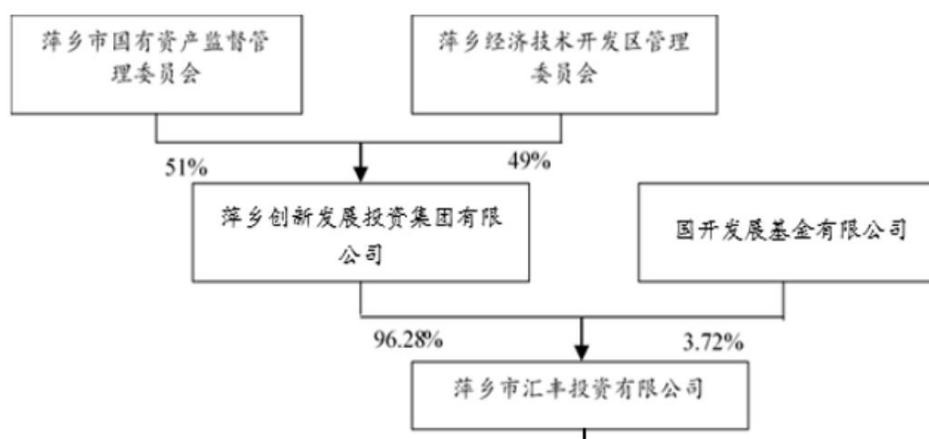 萍乡市国有资产监督管
理委员会
萍乡经济技术开发区管理
委员会
51%
49%
萍乡创新发展投资集团有限
公司
国开发展基金有限公司
96.28%
3.72%
萍乡市汇丰投资有限公司